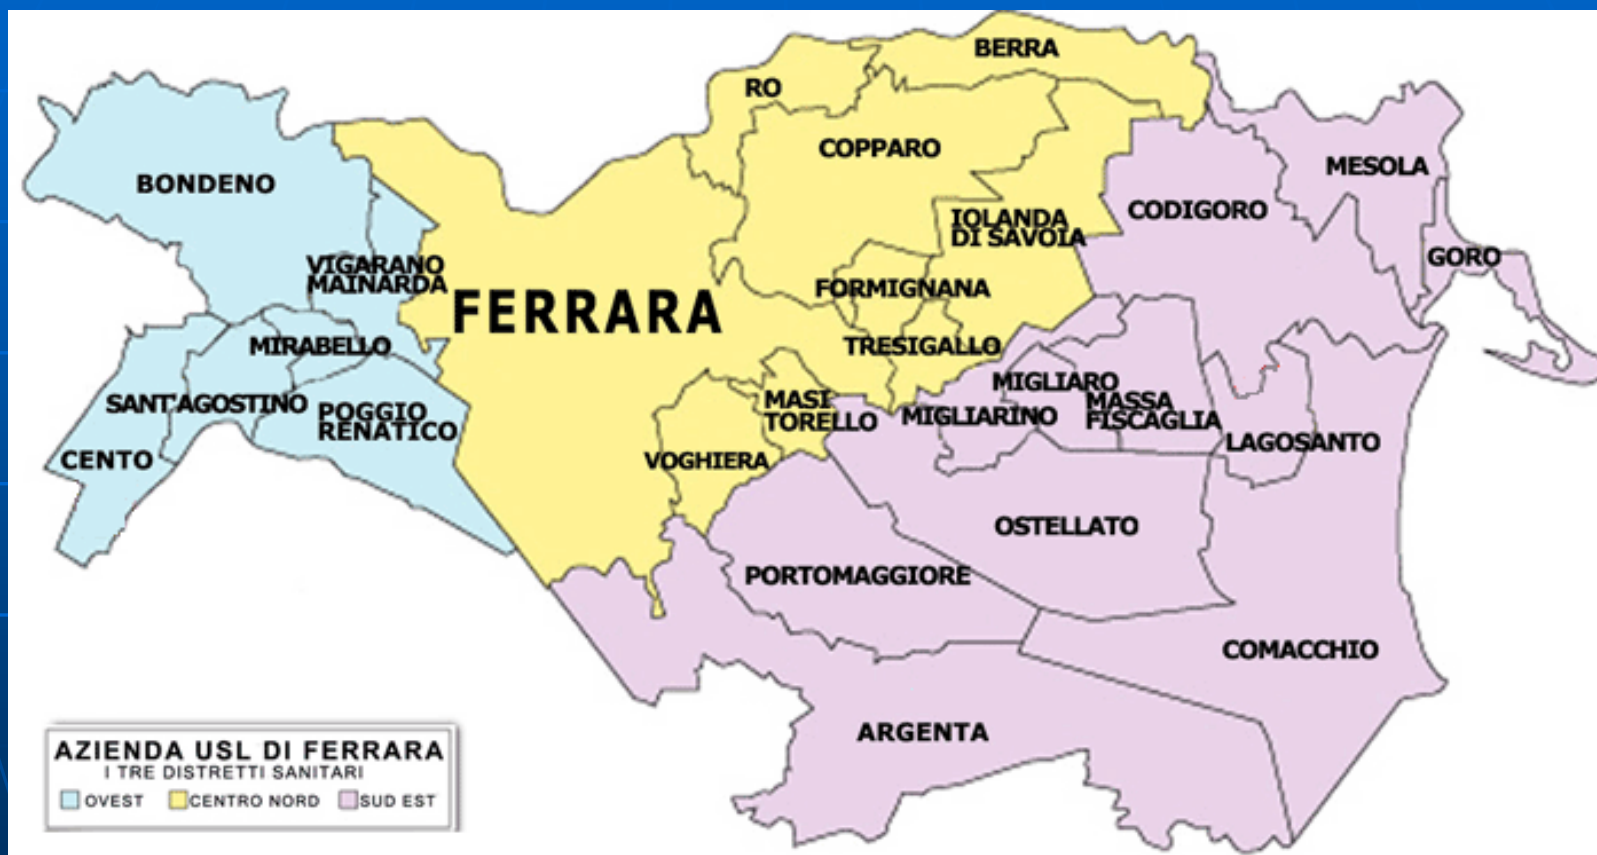 BERRA
RO
COPPARO
MESOLA
BONDENO
CODIGORO
IOLANDA
DI SAVOIA
GORO
VIGARANO
MAINARDA
FORMIGNANA
FERRARA
MIRABELLO
TRESIGALLO
MIGLIARO
MASI
TORELLO
MASSA
FISCAGLIA
SANT'AGOSTINO
POGGIO
RENATICO
MIGLIARINO
LAGOSANTO
CENTO
VOGHIERA
OSTELLATO
PORTOMAGGIORE
COMACCHIO
ARGENTA
AZIENDA USL DI FERRARA
I TRE DISTRETTI SANITARI
OVEST CENTRO NORD SUD EST